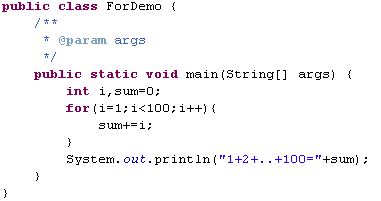 public class ForDemo {
/**
* @param args
*/
public static void main(String[] args) {
int i,sum=0;
for(i=1;i<100;i++){
sum+=i;
}
System.out.println("1+2+..+100="+sum);
}
}